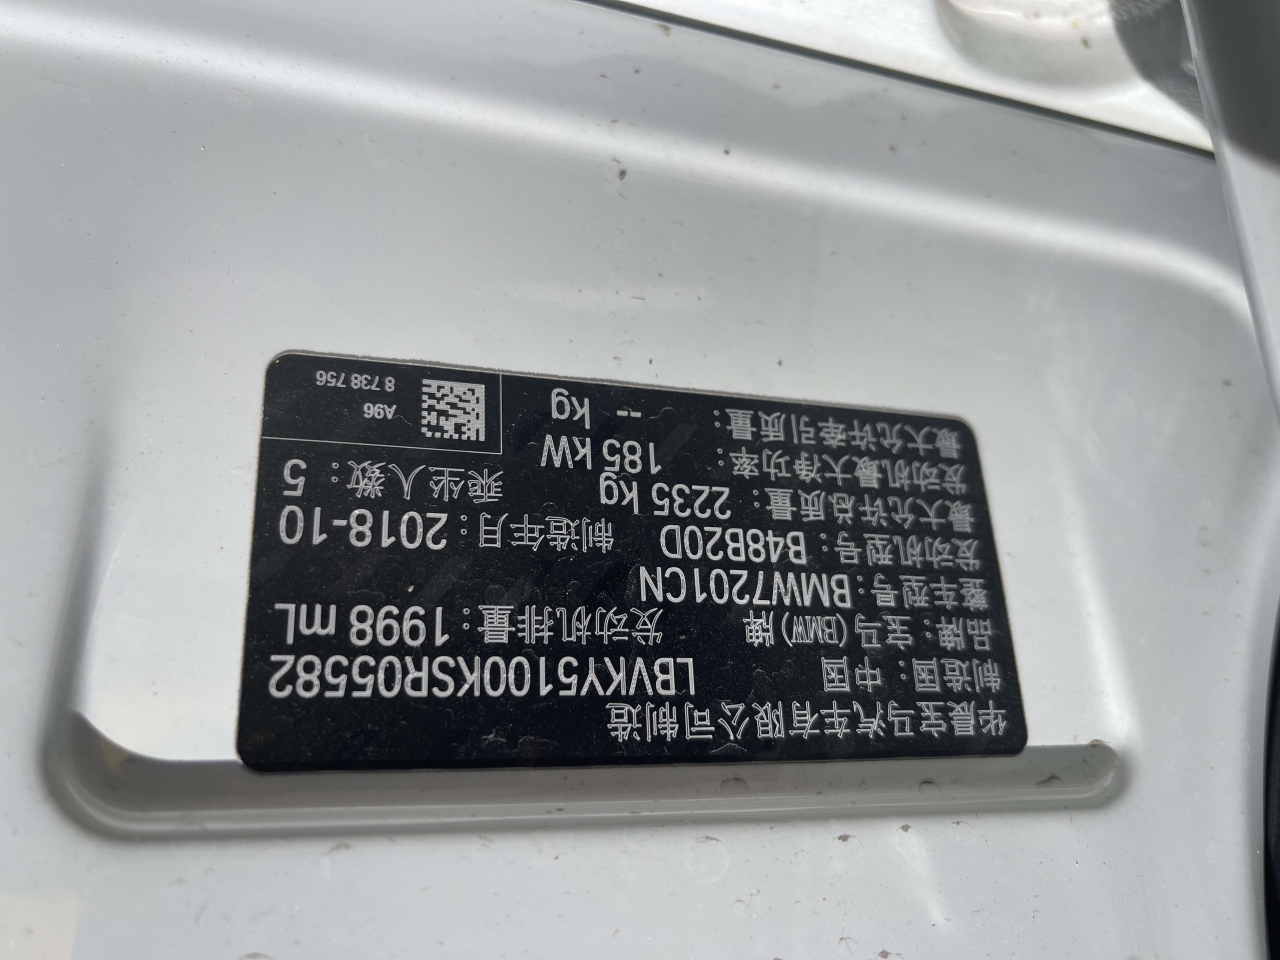 华晨宝马汽车有限公司制造
制造国：中国 LBVKY5100KSR05582
品牌：宝马(BMW)牌 发动机排量：1998 mL
整车型号：BMW7201CN
发动机型号：B48B20D 制造年月：2018-10
最大允许总质量：2235 kg 乘坐人数：5
发动机最大净功率：185 kW
最大允许牵引质量：-- kg
A96
8 738 756